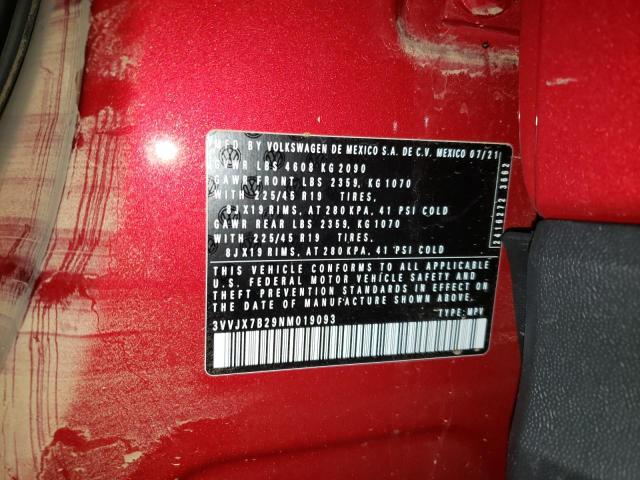 MFD BY VOLKSWAGEN DE MEXICO S.A. DE C.V. MEXICO 07/21
GVWR LBS 4608 KG 2090
GAWR FRONT LBS 2359, KG 1070
WITH 225/45 R19 TIRES,
8JX19 RIMS, AT 280 KPA, 41 PSI COLD
GAWR REAR LBS 2359, KG 1070
WITH 225/45 R19 TIRES,
8JX19 RIMS, AT 280 KPA, 41 PSI COLD
THIS VEHICLE CONFORMS TO ALL APPLICABLE
U.S. FEDERAL MOTOR VEHICLE SAFETY AND
THEFT PREVENTION STANDARDS IN EFFECT ON
THE DATE OF MANUFACTURE SHOWN ABOVE.
3VVJX7B29NM019093 TYPE: MPV
2416272 3662